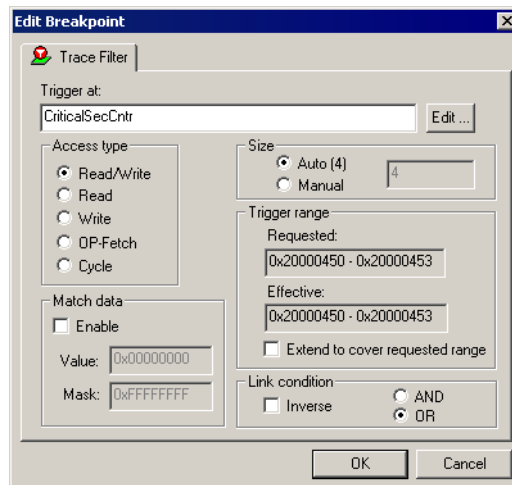 Edit Breakpoint
Trace Filter
Trigger at:
CriticalSecCntr
Edit ...
Access type
Read/Write
Read
Write
OP-Fetch
Cycle
Size
Auto (4)
4
Manual
Trigger range
Requested:
0x20000450 - 0x20000453
Effective:
0x20000450 - 0x20000453
Extend to cover requested range
Match data
Enable
Value: 0x00000000
Mask: 0xFFFFFFFF
Link condition
Inverse
AND
OR
OK
Cancel